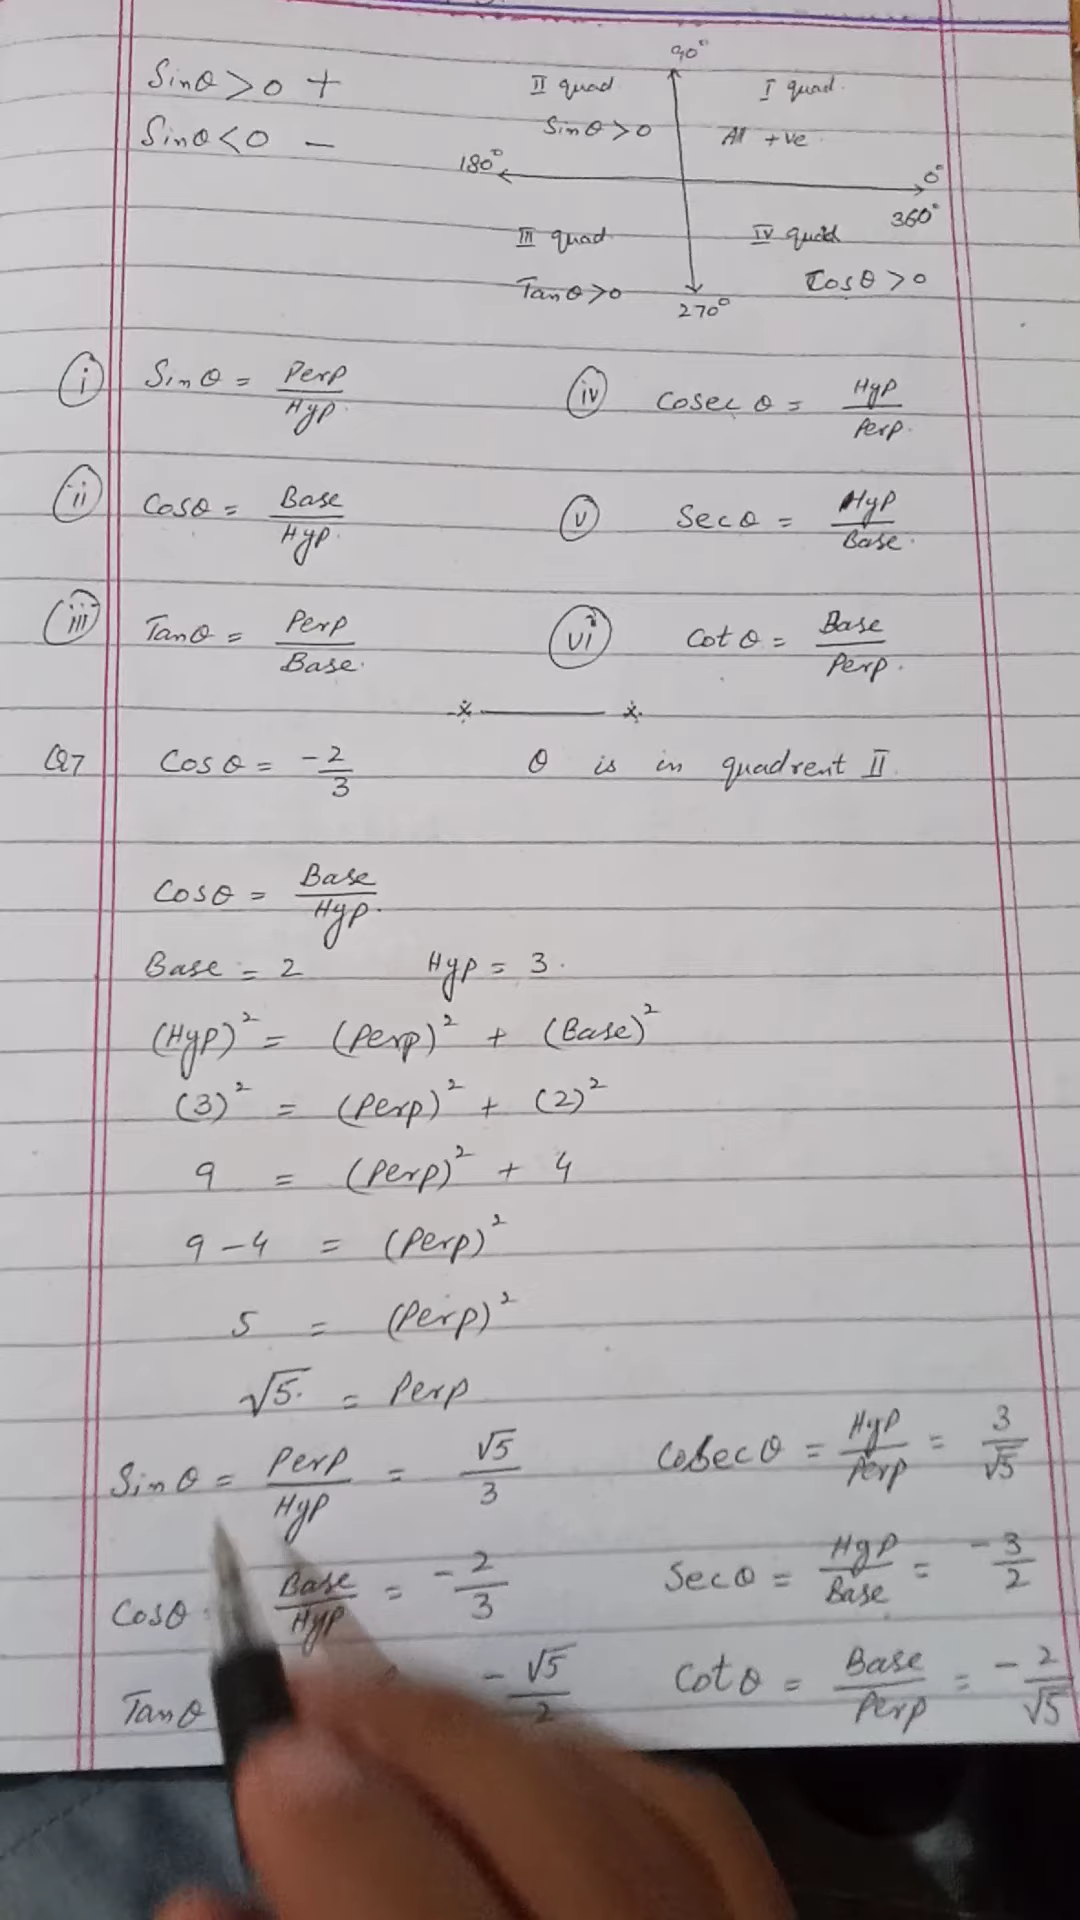 90°
Sinθ > 0 + II quad I quad.
Sinθ < 0 - Sinθ > 0 All +ve
180° 0°
360°
III quad IV quad
Tanθ > 0 Cosθ > 0
270°
(i) Sinθ = Perp/Hyp. (iv) Cosec θ = Hyp/Perp.
(ii) Cosθ = Base/Hyp. (v) Secθ = Hyp/Base.
(iii) Tanθ = Perp/Base. (vi) Cot θ = Base/Perp.
Q7 Cos θ = -2/3 θ is in quadrent II.
Cosθ = Base/Hyp.
Base = 2 Hyp = 3.
(Hyp)² = (Perp)² + (Base)²
(3)² = (Perp)² + (2)²
9 = (Perp)² + 4
9 - 4 = (Perp)²
5 = (Perp)²
√5. = Perp
Sinθ = Perp/Hyp = √5/3 Cosecθ = Hyp/Perp = 3/√5
Cosθ Base/Hyp = -2/3 Secθ = Hyp/Base = -3/2
Tanθ -√5/2 Cotθ = Base/Perp = -2/√5